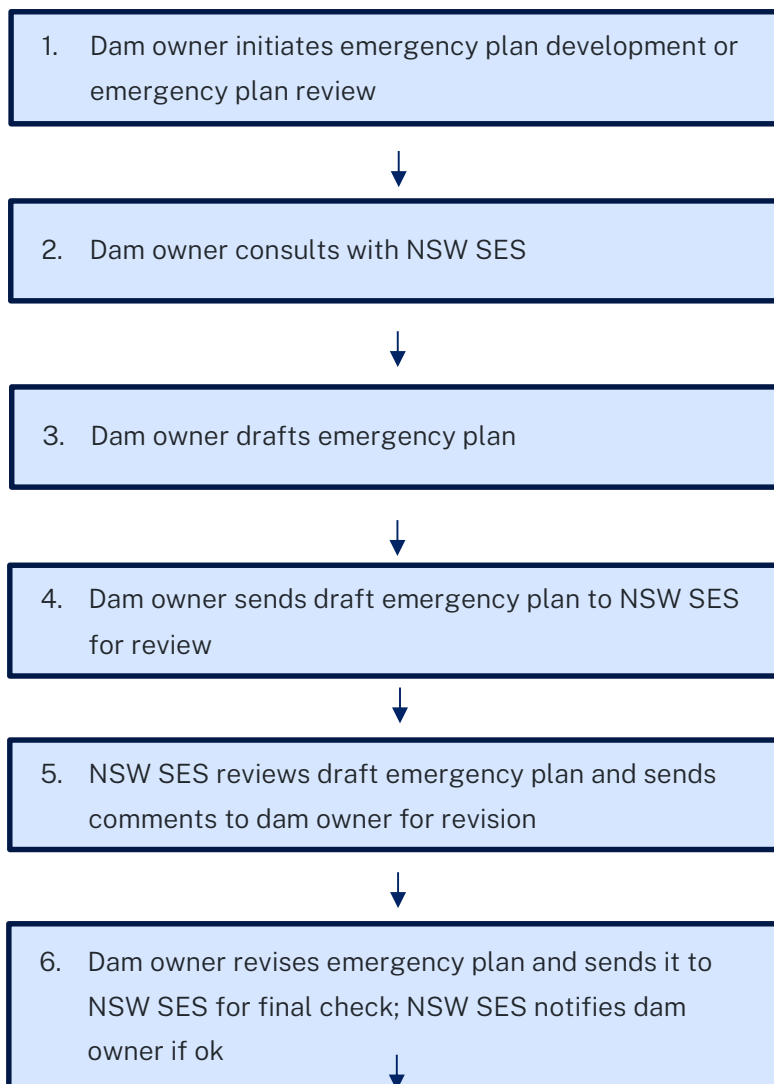 1. Dam owner initiates emergency plan development or
emergency plan review
2. Dam owner consults with NSW SES
3. Dam owner drafts emergency plan
4. Dam owner sends draft emergency plan to NSW SES
for review
5. NSW SES reviews draft emergency plan and sends
comments to dam owner for revision
6. Dam owner revises emergency plan and sends it to
NSW SES for final check; NSW SES notifies dam
owner if ok